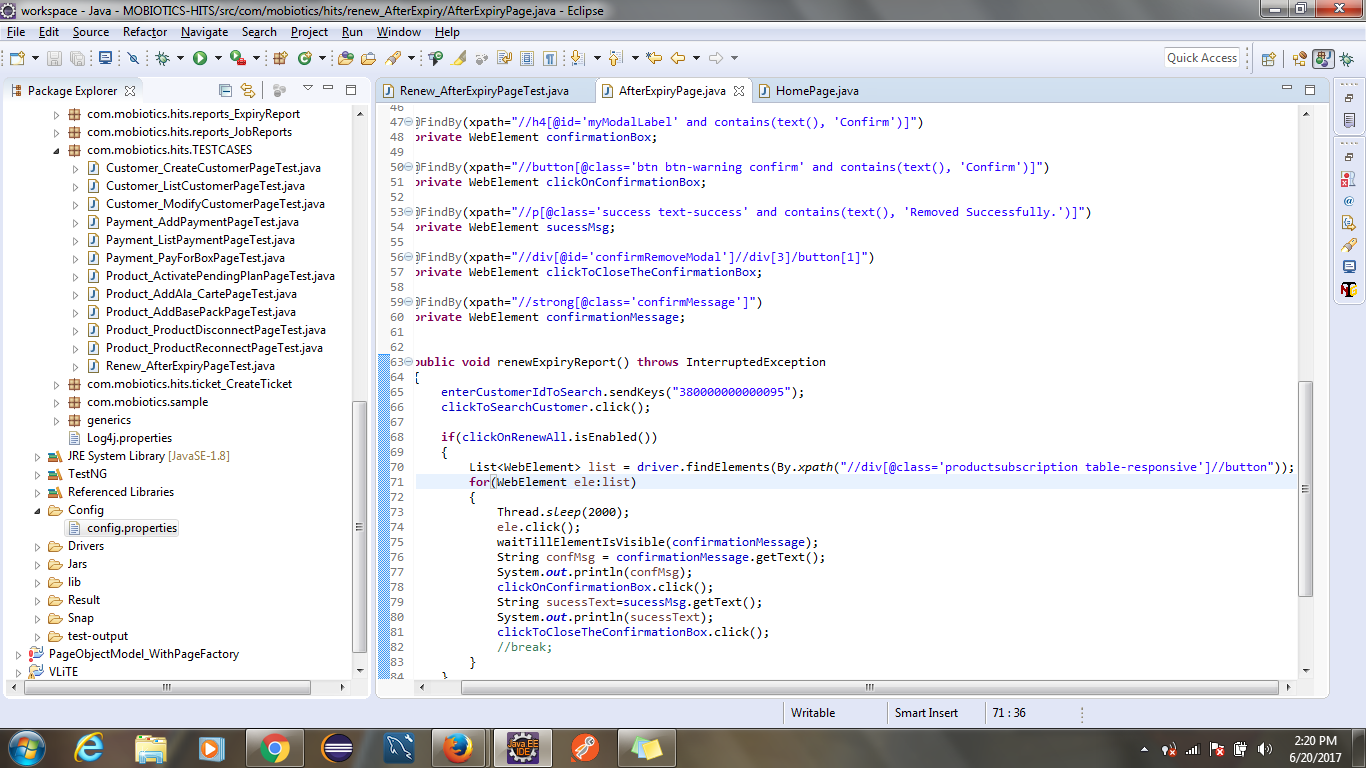 workspace - Java - MOBIOTICS-HITS/src/com/mobiotics/hits/renew_AfterExpiry/AfterExpiryPage.java - Eclipse
File Edit Source Refactor Navigate Search Project Run Window Help
Quick Access
Package Explorer
com.mobiotics.hits.reports_ExpiryReport
com.mobiotics.hits.reports_JobReports
com.mobiotics.hits.TESTCASES
Customer_CreateCustomerPageTest.java
Customer_ListCustomerPageTest.java
Customer_ModifyCustomerPageTest.java
Payment_AddPaymentPageTest.java
Payment_ListPaymentPageTest.java
Payment_PayForBoxPageTest.java
Product_ActivatePendingPlanPageTest.java
Product_AddAla_CartePageTest.java
Product_AddBasePackPageTest.java
Product_ProductDisconnectPageTest.java
Product_ProductReconnectPageTest.java
Renew_AfterExpiryPageTest.java
com.mobiotics.hits.ticket_CreateTicket
com.mobiotics.sample
generics
Log4j.properties
JRE System Library [JavaSE-1.8]
TestNG
Referenced Libraries
Config
config.properties
Drivers
Jars
lib
Result
Snap
test-output
PageObjectModel_WithPageFactory
VLiTE
Renew_AfterExpiryPageTest.java AfterExpiryPage.java HomePage.java
46
47 @FindBy(xpath="//h4[@id='myModalLabel' and contains(text(), 'Confirm')]")
48 private WebElement confirmationBox;
49
50 @FindBy(xpath="//button[@class='btn btn-warning confirm' and contains(text(), 'Confirm')]")
51 private WebElement clickOnConfirmationBox;
52
53 @FindBy(xpath="//p[@class='success text-success' and contains(text(), 'Removed Successfully.')]")
54 private WebElement sucessMsg;
55
56 @FindBy(xpath="//div[@id='confirmRemoveModal']//div[3]/button[1]")
57 private WebElement clickToCloseTheConfirmationBox;
58
59 @FindBy(xpath="//strong[@class='confirmMessage']")
60 private WebElement confirmationMessage;
61
62
63 public void renewExpiryReport() throws InterruptedException
64 {
65 enterCustomerIdToSearch.sendKeys("380000000000095");
66 clickToSearchCustomer.click();
67
68 if(clickOnRenewAll.isEnabled())
69 {
70 List<WebElement> list = driver.findElements(By.xpath("//div[@class='productsubscription table-responsive']//button"));
71 for(WebElement ele:list)
72 {
73 Thread.sleep(2000);
74 ele.click();
75 waitTillElementIsVisible(confirmationMessage);
76 String confMsg = confirmationMessage.getText();
77 System.out.println(confMsg);
78 clickOnConfirmationBox.click();
79 String sucessText=sucessMsg.getText();
80 System.out.println(sucessText);
81 clickToCloseTheConfirmationBox.click();
82 //break;
83 }
84 }
Writable Smart Insert 71 : 36
Java EE
IDE
2:20 PM
6/20/2017